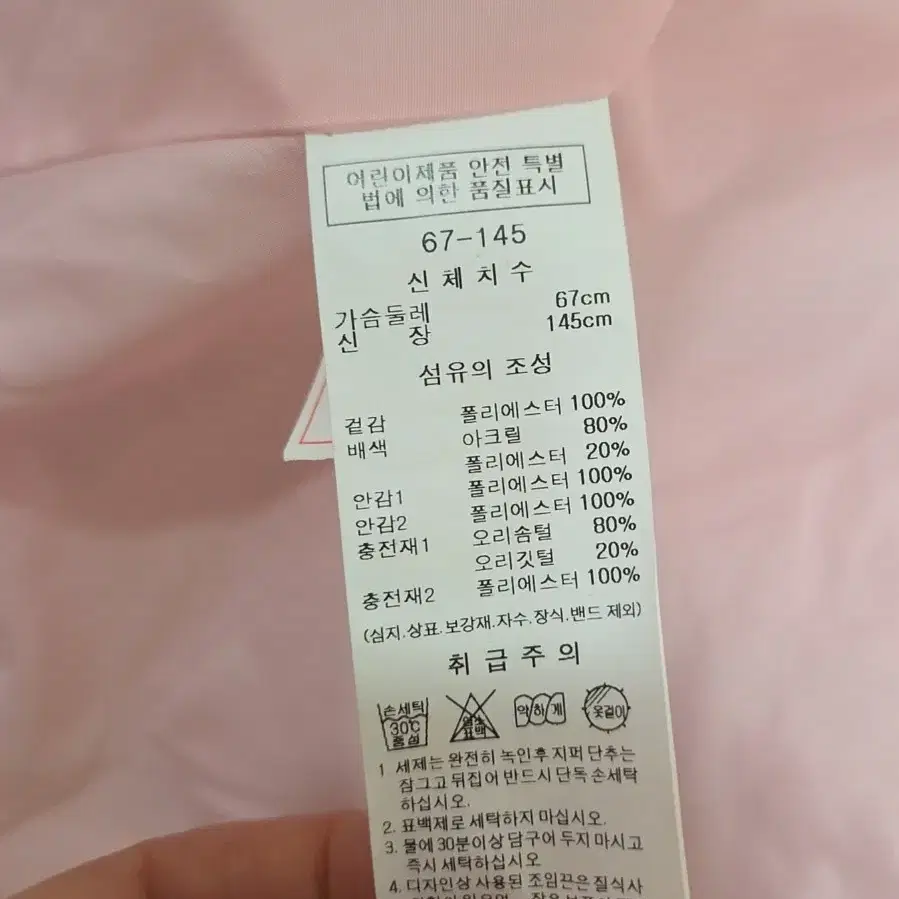 어린이제품 안전 특별
법에 의한 품질표시
67-145
신 체 치 수
가슴둘레 67cm
신 장 145cm
섬유의 조성
겉감 폴리에스터 100%
배색 아크릴 80%
폴리에스터 20%
안감1 폴리에스터 100%
안감2 폴리에스터 100%
충전재1 오리솜털 80%
오리깃털 20%
충전재2 폴리에스터 100%
(심지.상표.보강재.자수.장식.밴드 제외)
취 급 주 의
손세탁 30℃ 중성
염소 표백
약하게
옷걸이
1 세제는 완전히 녹인후 지퍼 단추는
잠그고 뒤집어 반드시 단독 손세탁
하십시오.
2. 표백제로 세탁하지 마십시오.
3. 물에 30분이상 담구어 두지 마시고
즉시 세탁하십시오
4. 디자인상 사용된 조임끈은 질식사